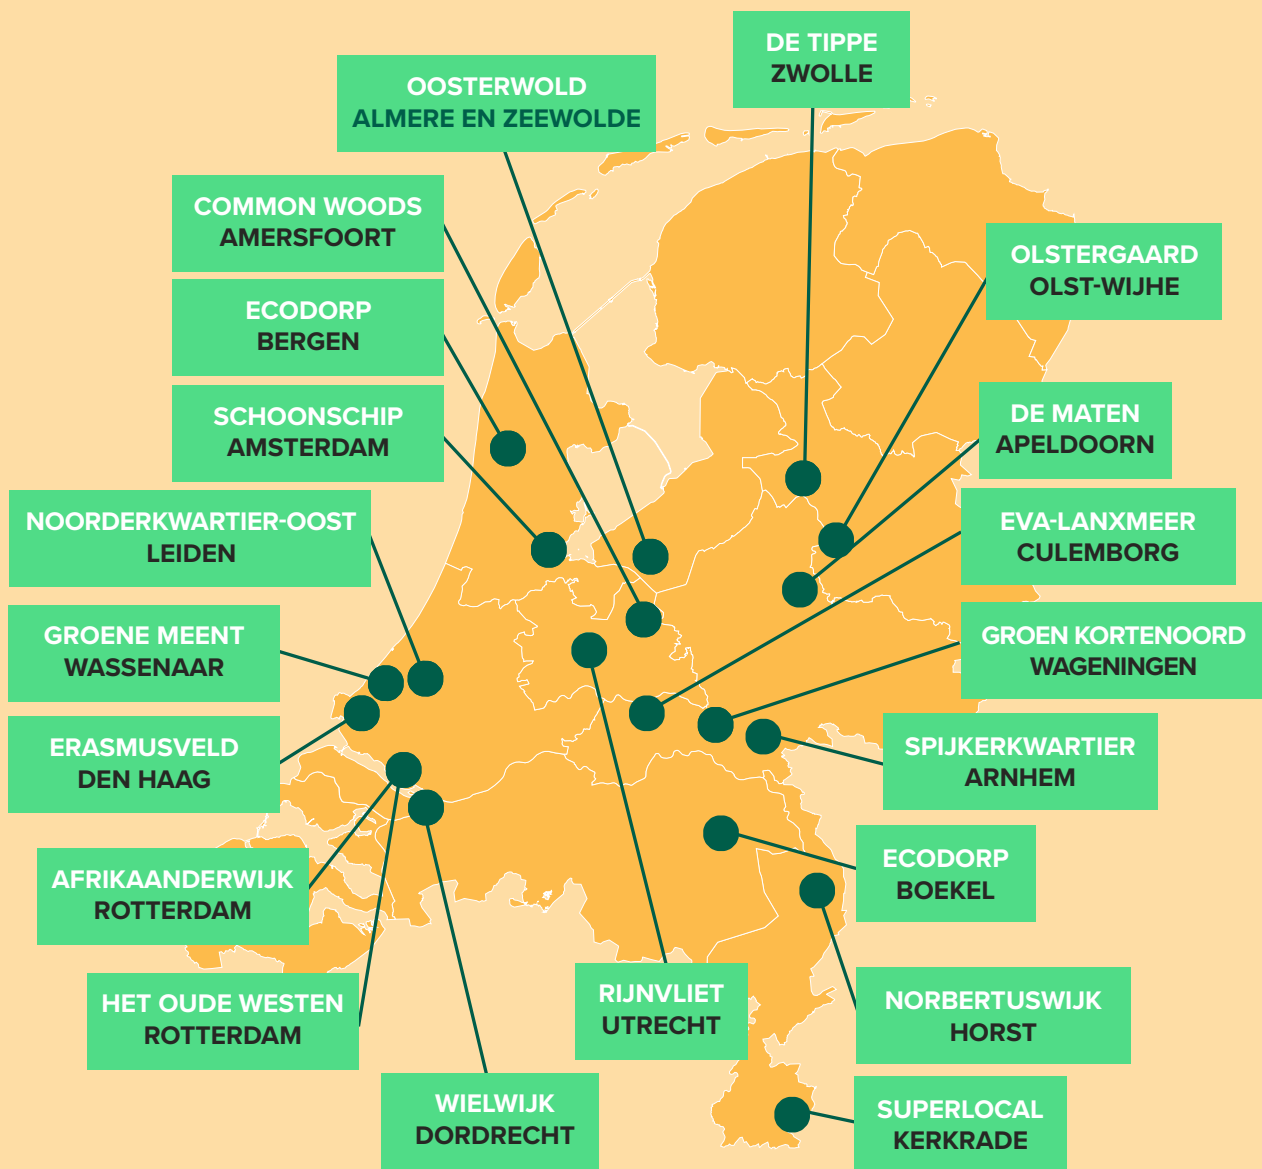 DE TIPPE
ZWOLLE
OOSTERWOLD
ALMERE EN ZEEWOLDE
COMMON WOODS
AMERSFOORT
ECODORP
BERGEN
SCHOONSCHIP
AMSTERDAM
NOORDERKWARTIER-OOST
LEIDEN
GROENE MEENT
WASSENAAR
ERASMUSVELD
DEN HAAG
AFRIKAANDERWIJK
ROTTERDAM
HET OUDE WESTEN
ROTTERDAM
WIELWIJK
DORDRECHT
RIJNVLIET
UTRECHT
OLSTERGAARD
OLST-WIJHE
DE MATEN
APELDOORN
EVA-LANXMEER
CULEMBORG
GROEN KORTENOORD
WAGENINGEN
SPIJKERKWARTIER
ARNHEM
ECODORP
BOEKEL
NORBERTUSWIJK
HORST
SUPERLOCAL
KERKRADE